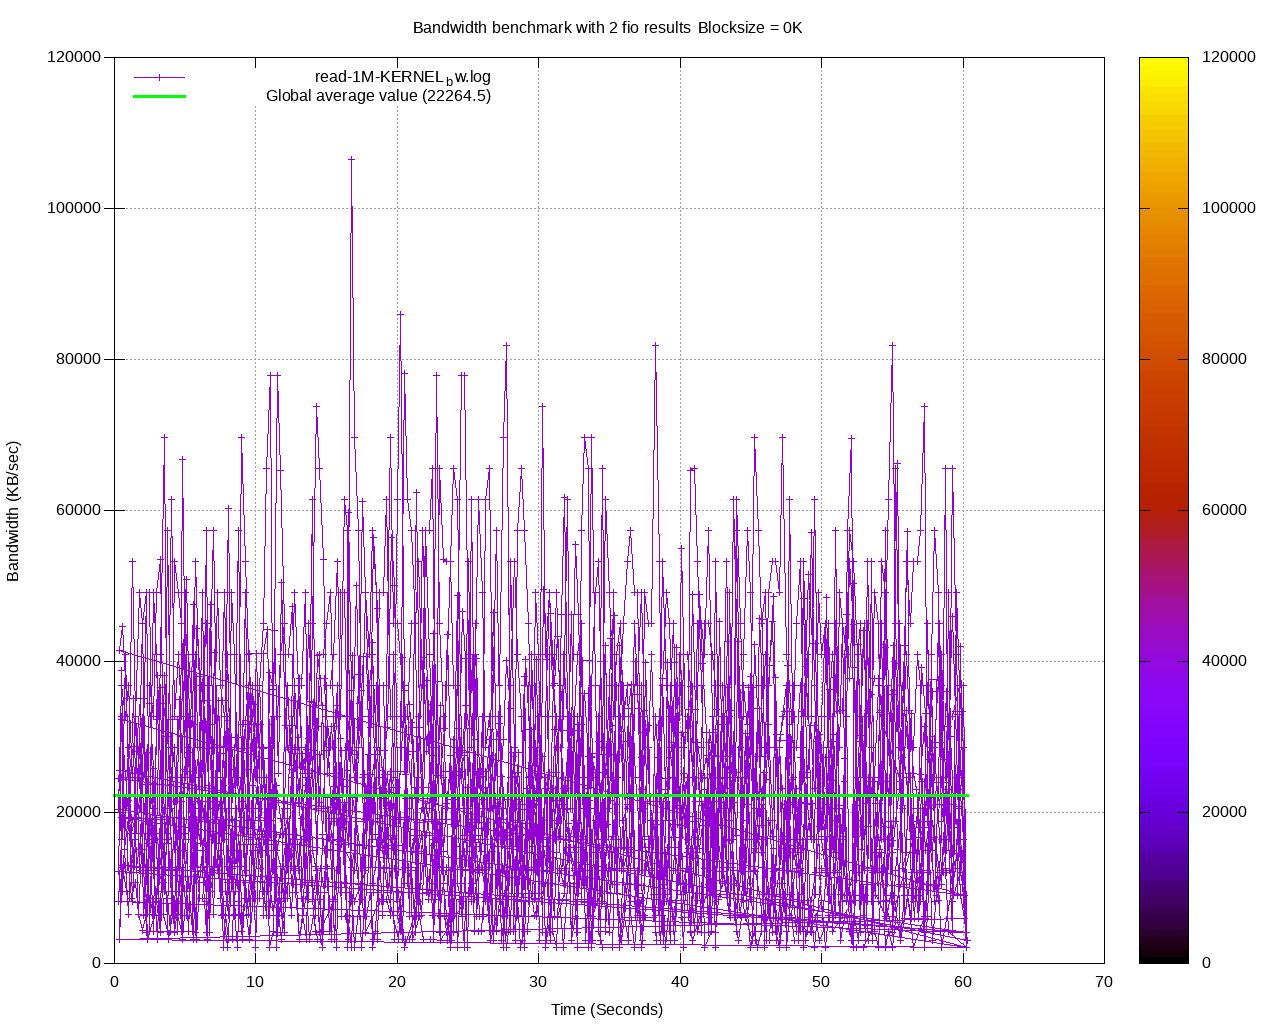 Bandwidth benchmark with 2 fio results Blocksize = 0K
120000
100000
80000
60000
40000
20000
0
read-1M-KERNELbw.log
Global average value (22264.5)
Bandwidth (KB/sec)
0 10 20 30 40 50 60 70
Time (Seconds)
120000
100000
80000
60000
40000
20000
0